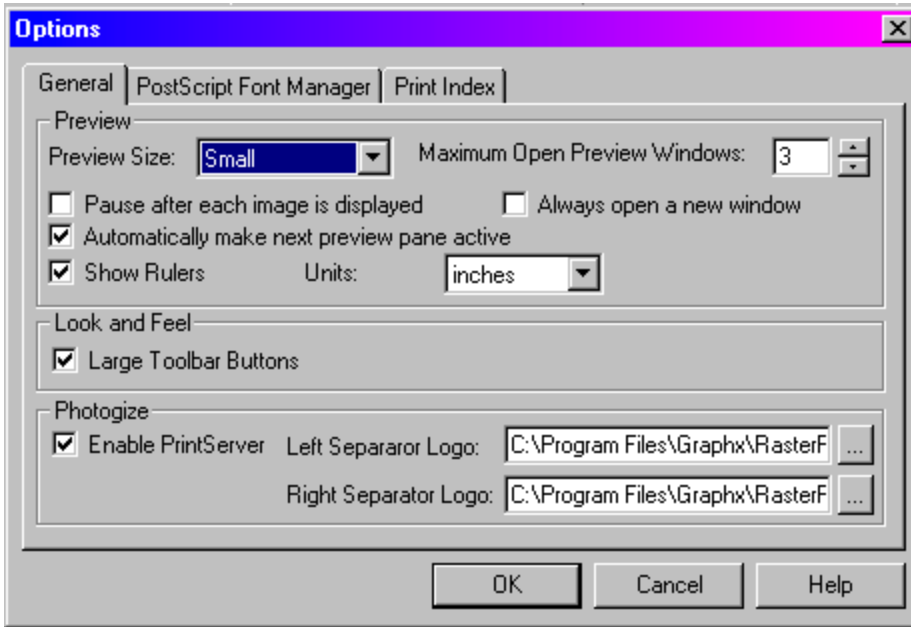 Options
General PostScript Font Manager Print Index
Preview
Preview Size: Small Maximum Open Preview Windows: 3
Pause after each image is displayed Always open a new window
Automatically make next preview pane active
Show Rulers Units: inches
Look and Feel
Large Toolbar Buttons
Photogize
Enable PrintServer Left Separaror Logo: C:\Program Files\Graphx\RasterF ...
Right Separator Logo: C:\Program Files\Graphx\RasterF ...
OK Cancel Help